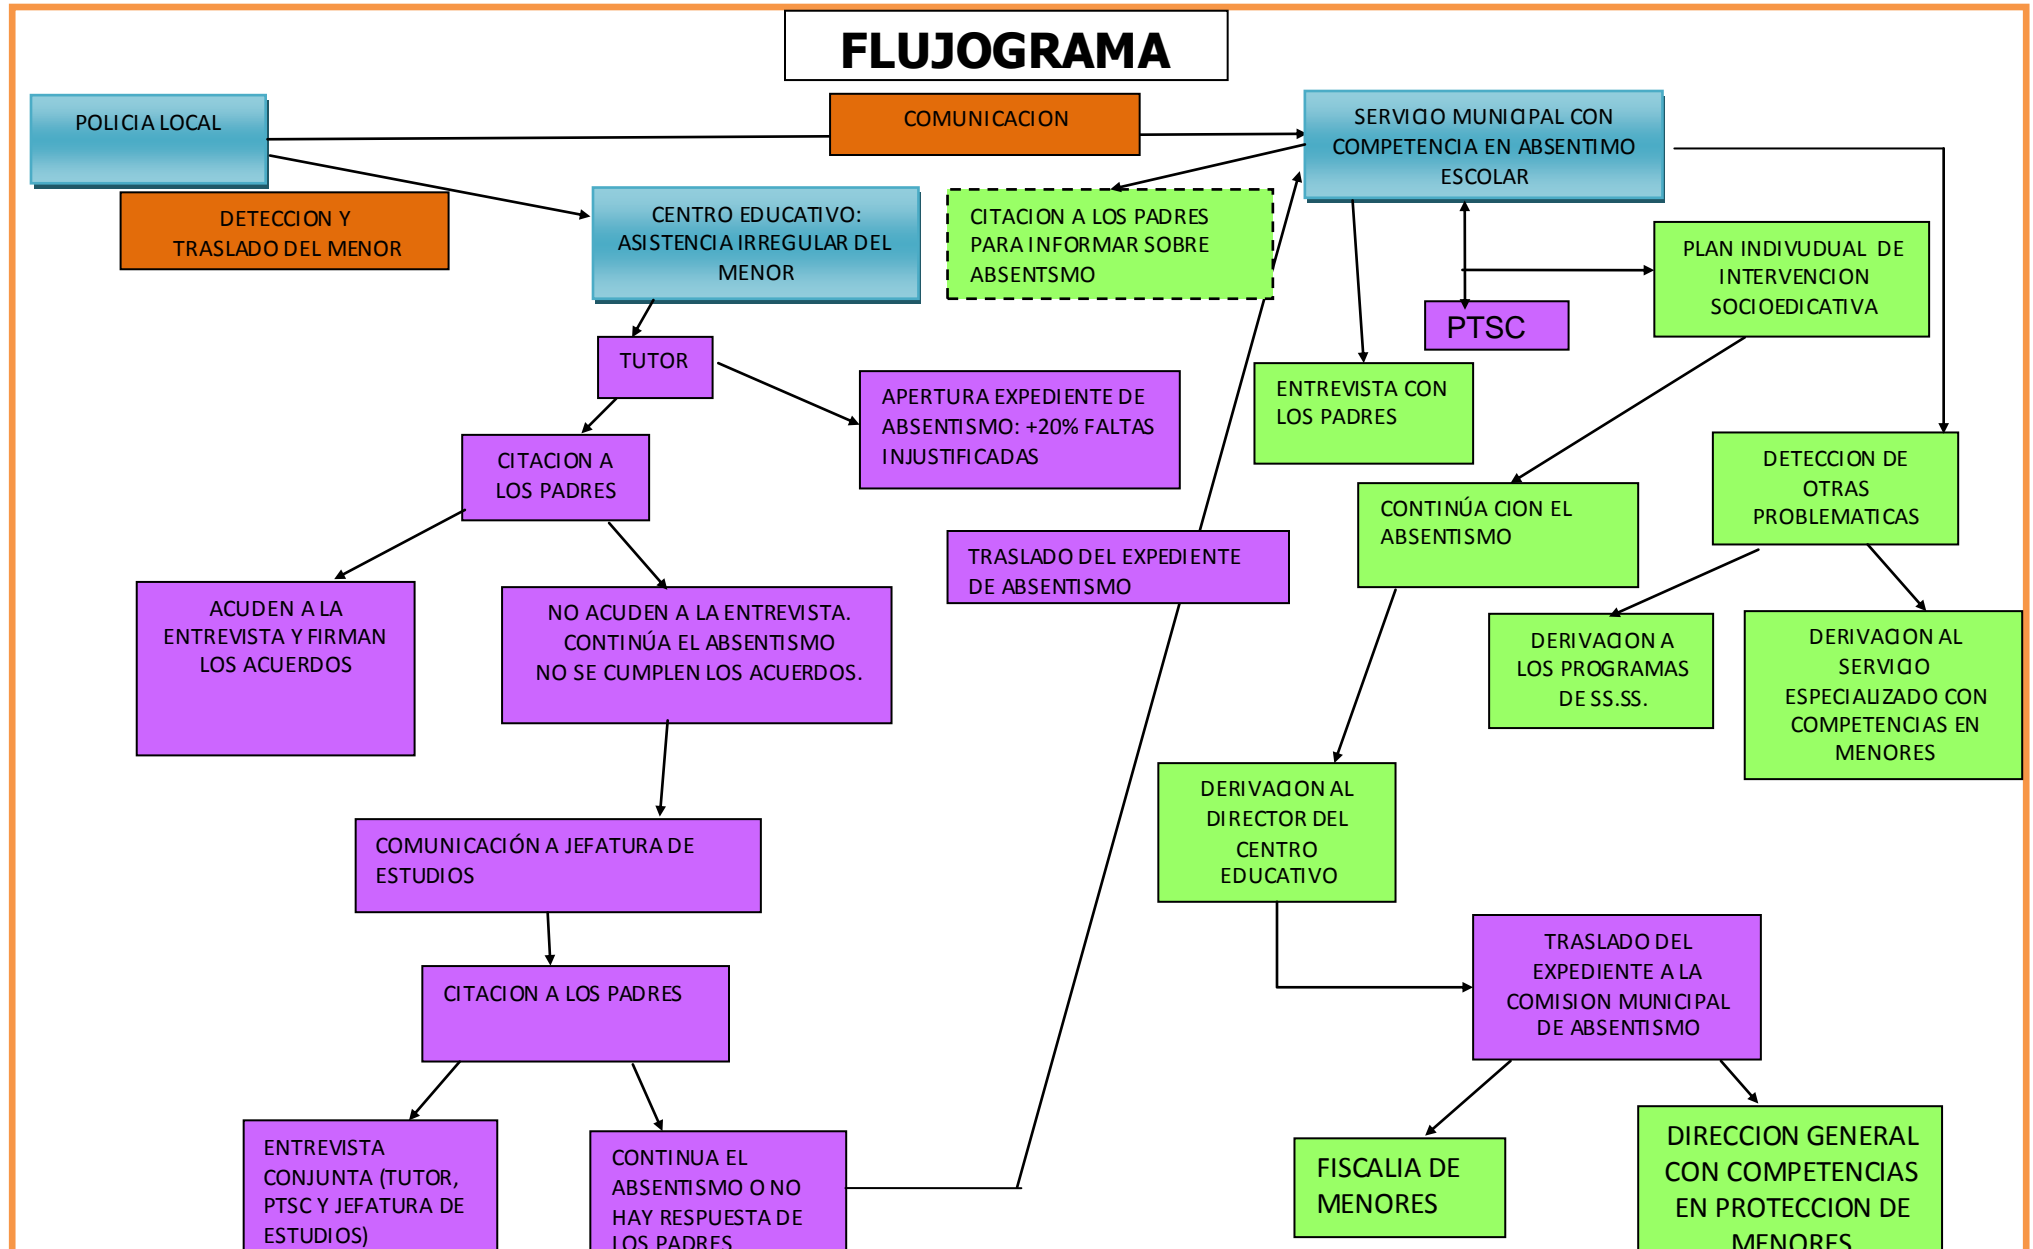 FLUJOGRAMA
POLICIA LOCAL
COMUNICACION
SERVICIO MUNICIPAL CON
COMPETENCIA EN ABSENTIMO
ESCOLAR
DETECCION Y
TRASLADO DEL MENOR
CENTRO EDUCATIVO:
ASISTENCIA IRREGULAR DEL
MENOR
CITACION A LOS PADRES
PARA INFORMAR SOBRE
ABSENTSMO
PLAN INDIVUDUAL DE
INTERVENCION
SOCIOEDICATIVA
PTSC
TUTOR
APERTURA EXPEDIENTE DE
ABSENTISMO: +20% FALTAS
INJUSTIFICADAS
ENTREVISTA CON
LOS PADRES
CITACION A
LOS PADRES
DETECCION DE
OTRAS
PROBLEMATICAS
CONTINÚA CION EL
ABSENTISMO
TRASLADO DEL EXPEDIENTE
DE ABSENTISMO
ACUDEN A LA
ENTREVISTA Y FIRMAN
LOS ACUERDOS
NO ACUDEN A LA ENTREVISTA.
CONTINÚA EL ABSENTISMO
NO SE CUMPLEN LOS ACUERDOS.
DERIVACION A
LOS PROGRAMAS
DE SS.SS.
DERIVACION AL
SERVICIO
ESPECIALIZADO CON
COMPETENCIAS EN
MENORES
DERIVACION AL
DIRECTOR DEL
CENTRO
EDUCATIVO
COMUNICACIÓN A JEFATURA DE
ESTUDIOS
TRASLADO DEL
EXPEDIENTE A LA
COMISION MUNICIPAL
DE ABSENTISMO
CITACION A LOS PADRES
ENTREVISTA
CONJUNTA (TUTOR,
PTSC Y JEFATURA DE
ESTUDIOS)
CONTINUA EL
ABSENTISMO O NO
HAY RESPUESTA DE
LOS PADRES
FISCALIA DE
MENORES
DIRECCION GENERAL
CON COMPETENCIAS
EN PROTECCION DE
MENORES